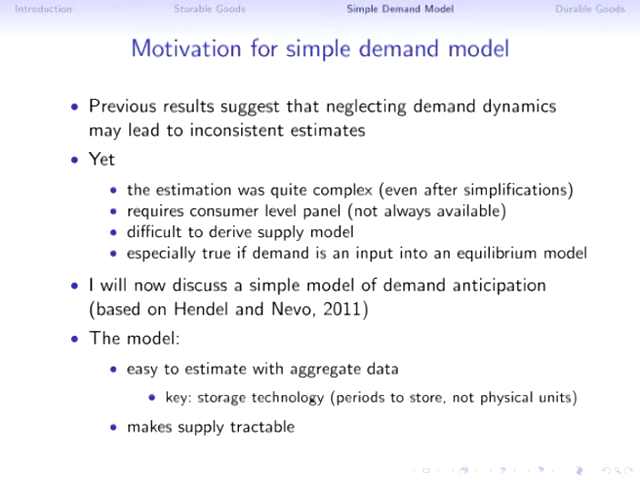 Introduction Storable Goods Simple Demand Model Durable Goods
Motivation for simple demand model
• Previous results suggest that neglecting demand dynamics
may lead to inconsistent estimates
• Yet
• the estimation was quite complex (even after simplifications)
• requires consumer level panel (not always available)
• difficult to derive supply model
• especially true if demand is an input into an equilibrium model
• I will now discuss a simple model of demand anticipation
(based on Hendel and Nevo, 2011)
• The model:
• easy to estimate with aggregate data
• key: storage technology (periods to store, not physical units)
• makes supply tractable